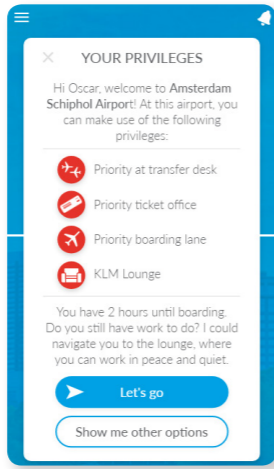 YOUR PRIVILEGES
Hi Oscar, welcome to Amsterdam
Schiphol Airport! At this airport, you
can make use of the following
privileges:
Priority at transfer desk
Priority ticket office
Priority boarding lane
KLM Lounge
You have 2 hours until boarding.
Do you still have work to do? I could
navigate you to the lounge, where
you can work in peace and quiet.
Let's go
Show me other options